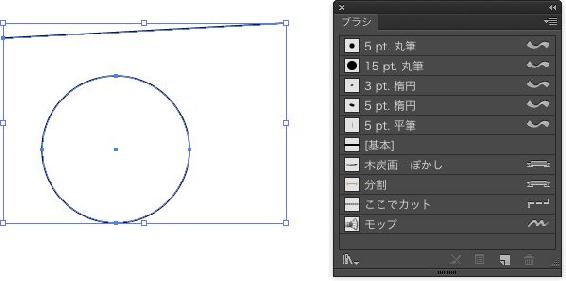 ブラシ
5 pt. 丸筆
15 pt. 丸筆
3 pt. 楕円
5 pt. 楕円
5 pt. 平筆
[基本]
木炭画 ぼかし
分割
ここでカット
モップ